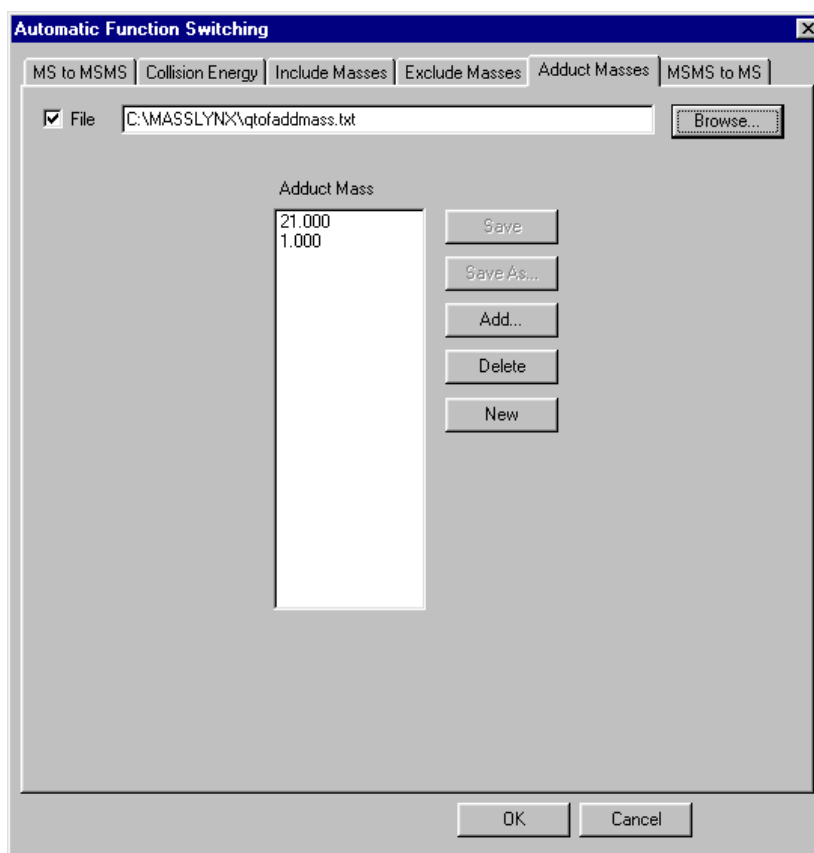 Automatic Function Switching
MS to MSMS Collision Energy Include Masses Exclude Masses Adduct Masses MSMS to MS
File C:\MASSLYNX\qtofaddmass.txt Browse...
Adduct Mass
21.000
1.000
Save
Save As...
Add...
Delete
New
OK Cancel